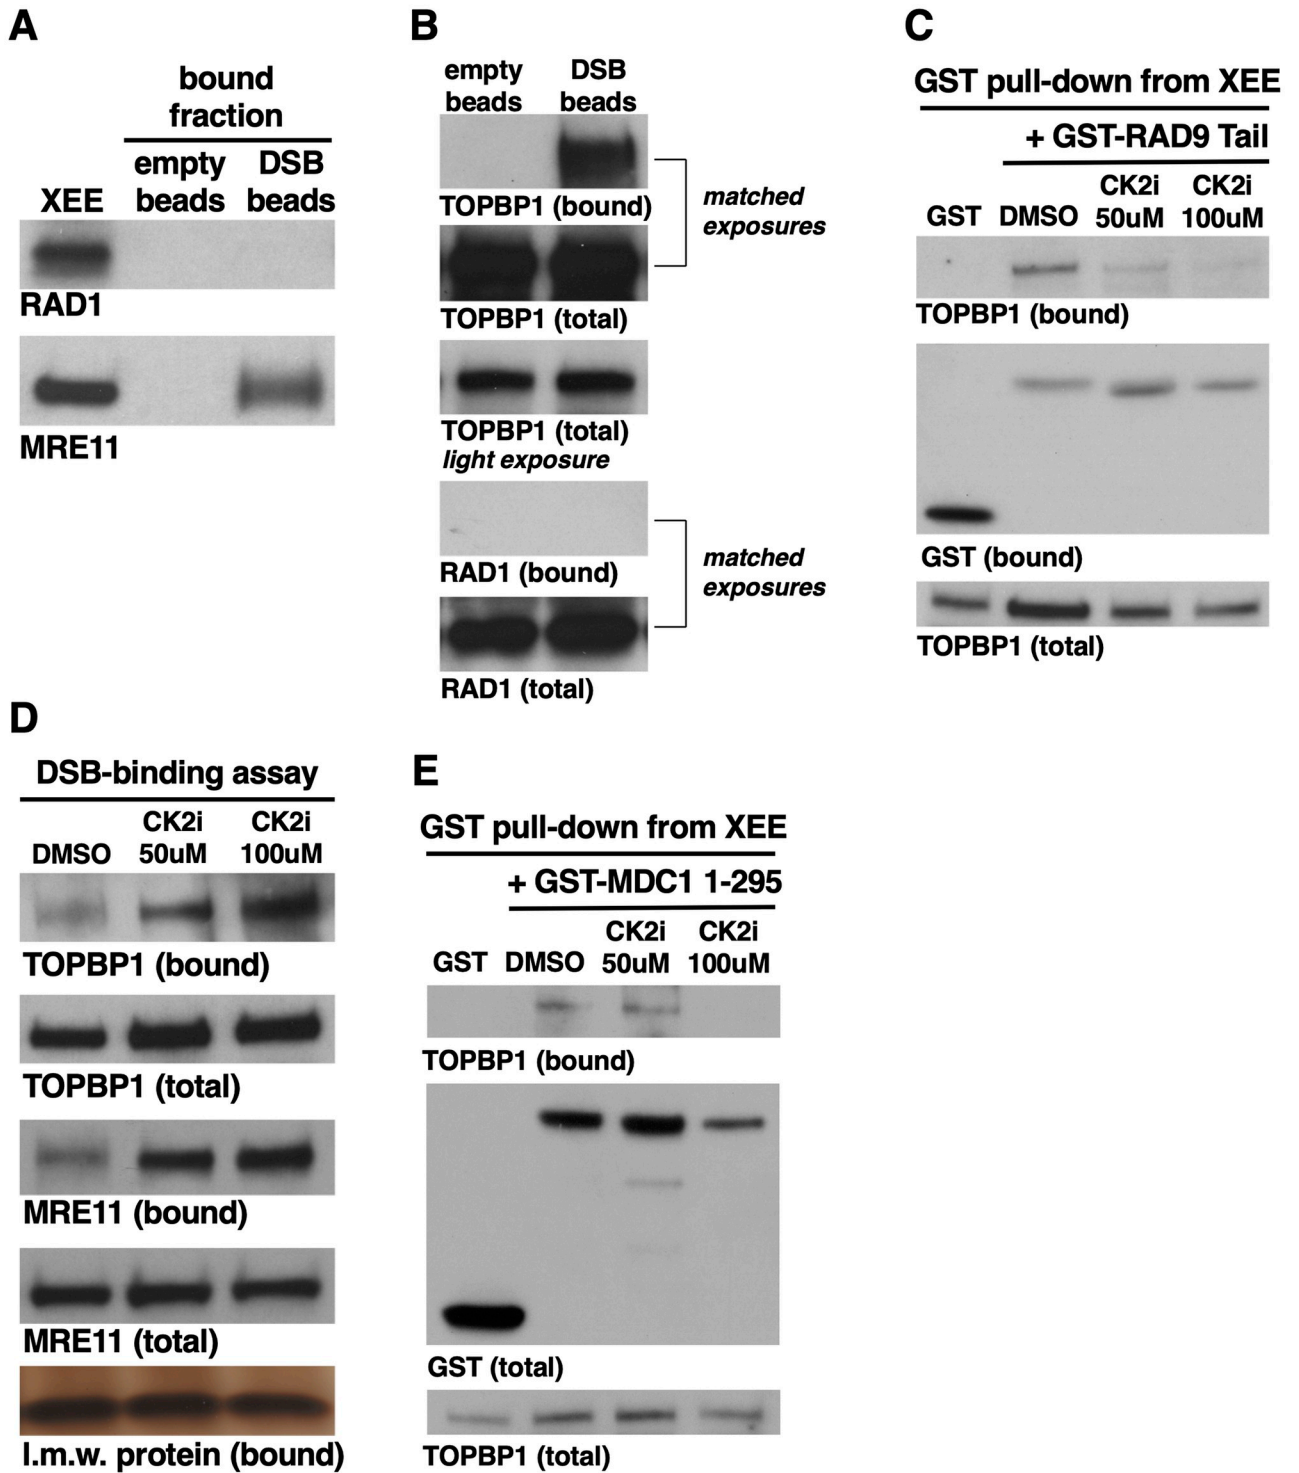 A
bound
fraction
empty
beads
DSB
beads
XEE
RAD1
MRE11
B
empty
beads
DSB
beads
TOPBP1 (bound)
matched
exposures
TOPBP1 (total)
TOPBP1 (total)
light exposure
RAD1 (bound)
matched
exposures
RAD1 (total)
C
GST pull-down from XEE
+ GST-RAD9 Tail
GST
DMSO
CK2i
50uM
CK2i
100uM
TOPBP1 (bound)
GST (bound)
TOPBP1 (total)
D
DSB-binding assay
DMSO
CK2i
50uM
CK2i
100uM
TOPBP1 (bound)
TOPBP1 (total)
MRE11 (bound)
MRE11 (total)
l.m.w. protein (bound)
E
GST pull-down from XEE
+ GST-MDC1 1-295
GST
DMSO
CK2i
50uM
CK2i
100uM
TOPBP1 (bound)
GST (total)
TOPBP1 (total)